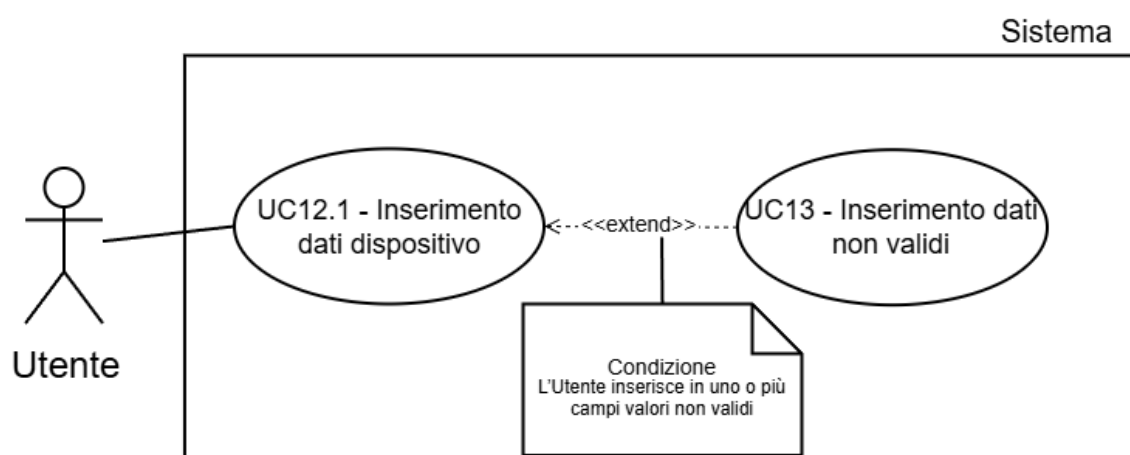 Sistema
UC12.1 - Inserimento
dati dispositivo
<<extend>>
UC13 - Inserimento dati
non validi
Utente
Condizione
L'Utente inserisce in uno o più
campi valori non validi